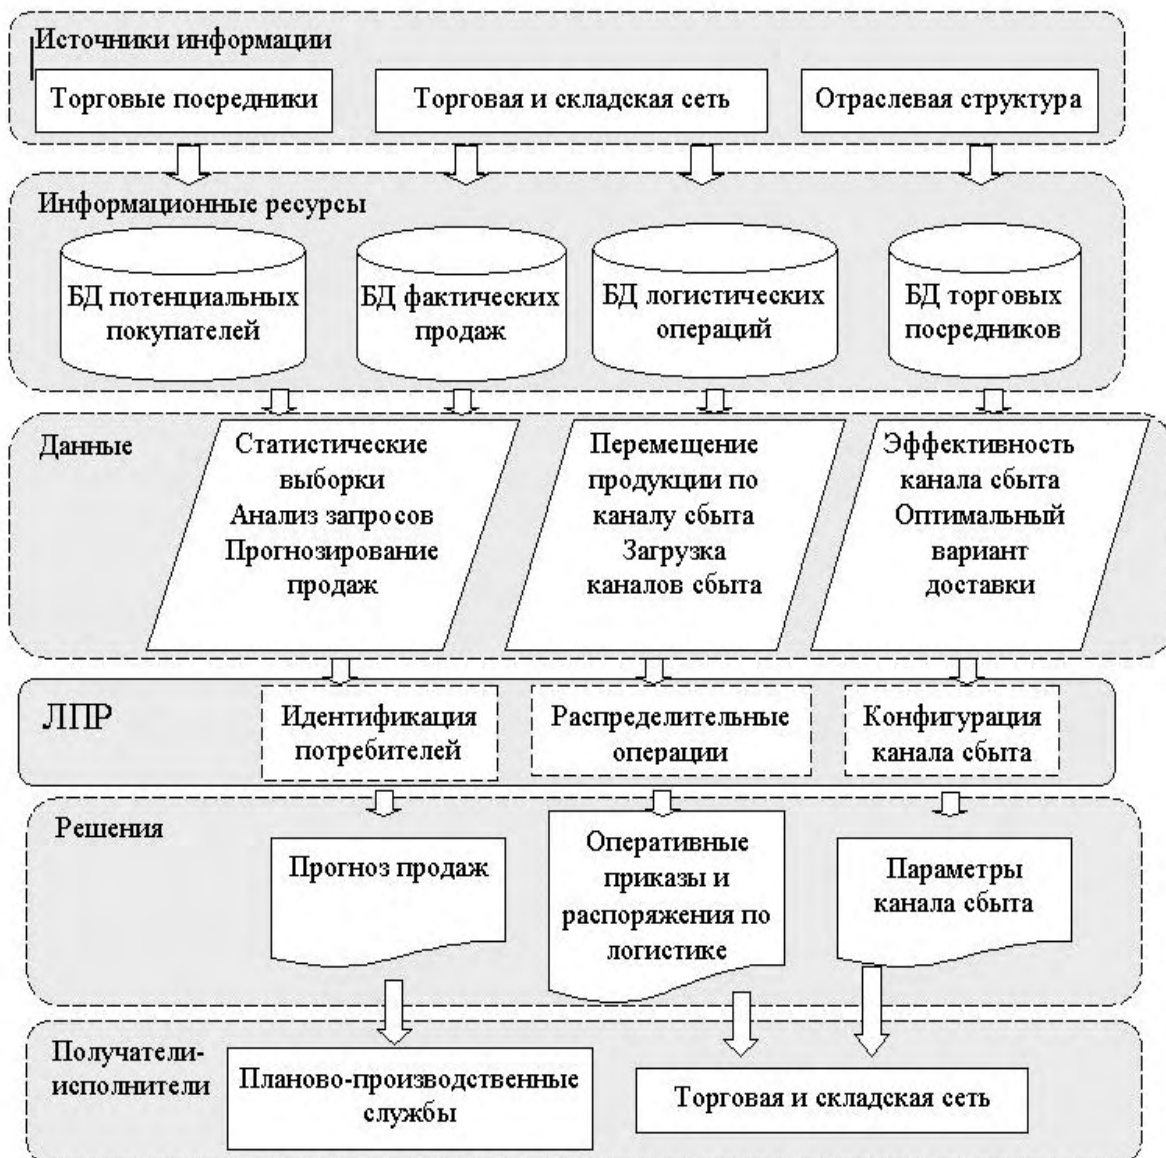 Источники информации
Торговые посредники
Торговая и складская сеть
Отраслевая структура
Информационные ресурсы
БД потенциальных
покупателей
БД фактических
продаж
БД логистических
операций
БД торговых
посредников
Данные
Статистические
выборки
Анализ запросов
Прогнозирование
продаж
Перемещение
продукции по
каналу сбыта
Загрузка
каналов сбыта
Эффективность
канала сбыта
Оптимальный
вариант
доставки
ЛПР
Идентификация
потребителей
Распределительные
операции
Конфигурация
канала сбыта
Решения
Прогноз продаж
Оперативные
приказы и
распоряжения по
логистике
Параметры
канала сбыта
Получатели-
исполнители
Планово-производственные
службы
Торговая и складская сеть